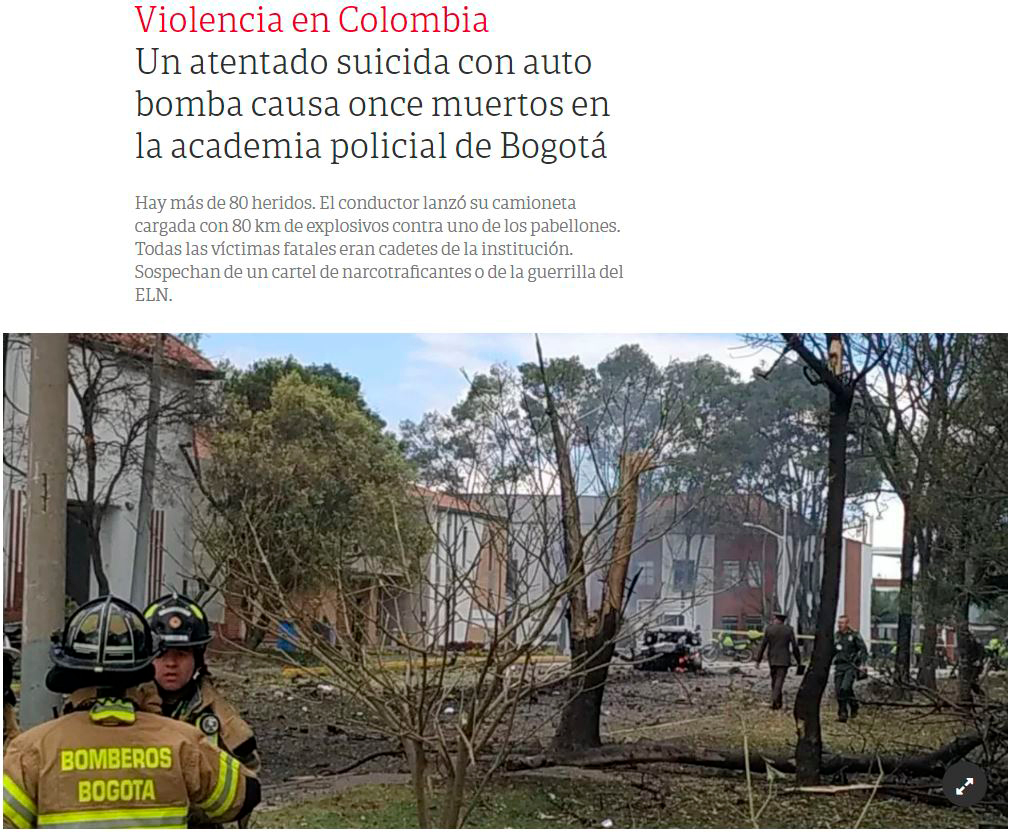 Violencia en Colombia
Un atentado suicida con auto
bomba causa once muertos en
la academia policial de Bogotá
Hay más de 80 heridos. El conductor lanzó su camioneta
cargada con 80 km de explosivos contra uno de los pabellones.
Todas las víctimas fatales eran cadetes de la institución.
Sospechan de un cartel de narcotraficantes o de la guerrilla del
ELN.
BOMBEROS
BOGOTA